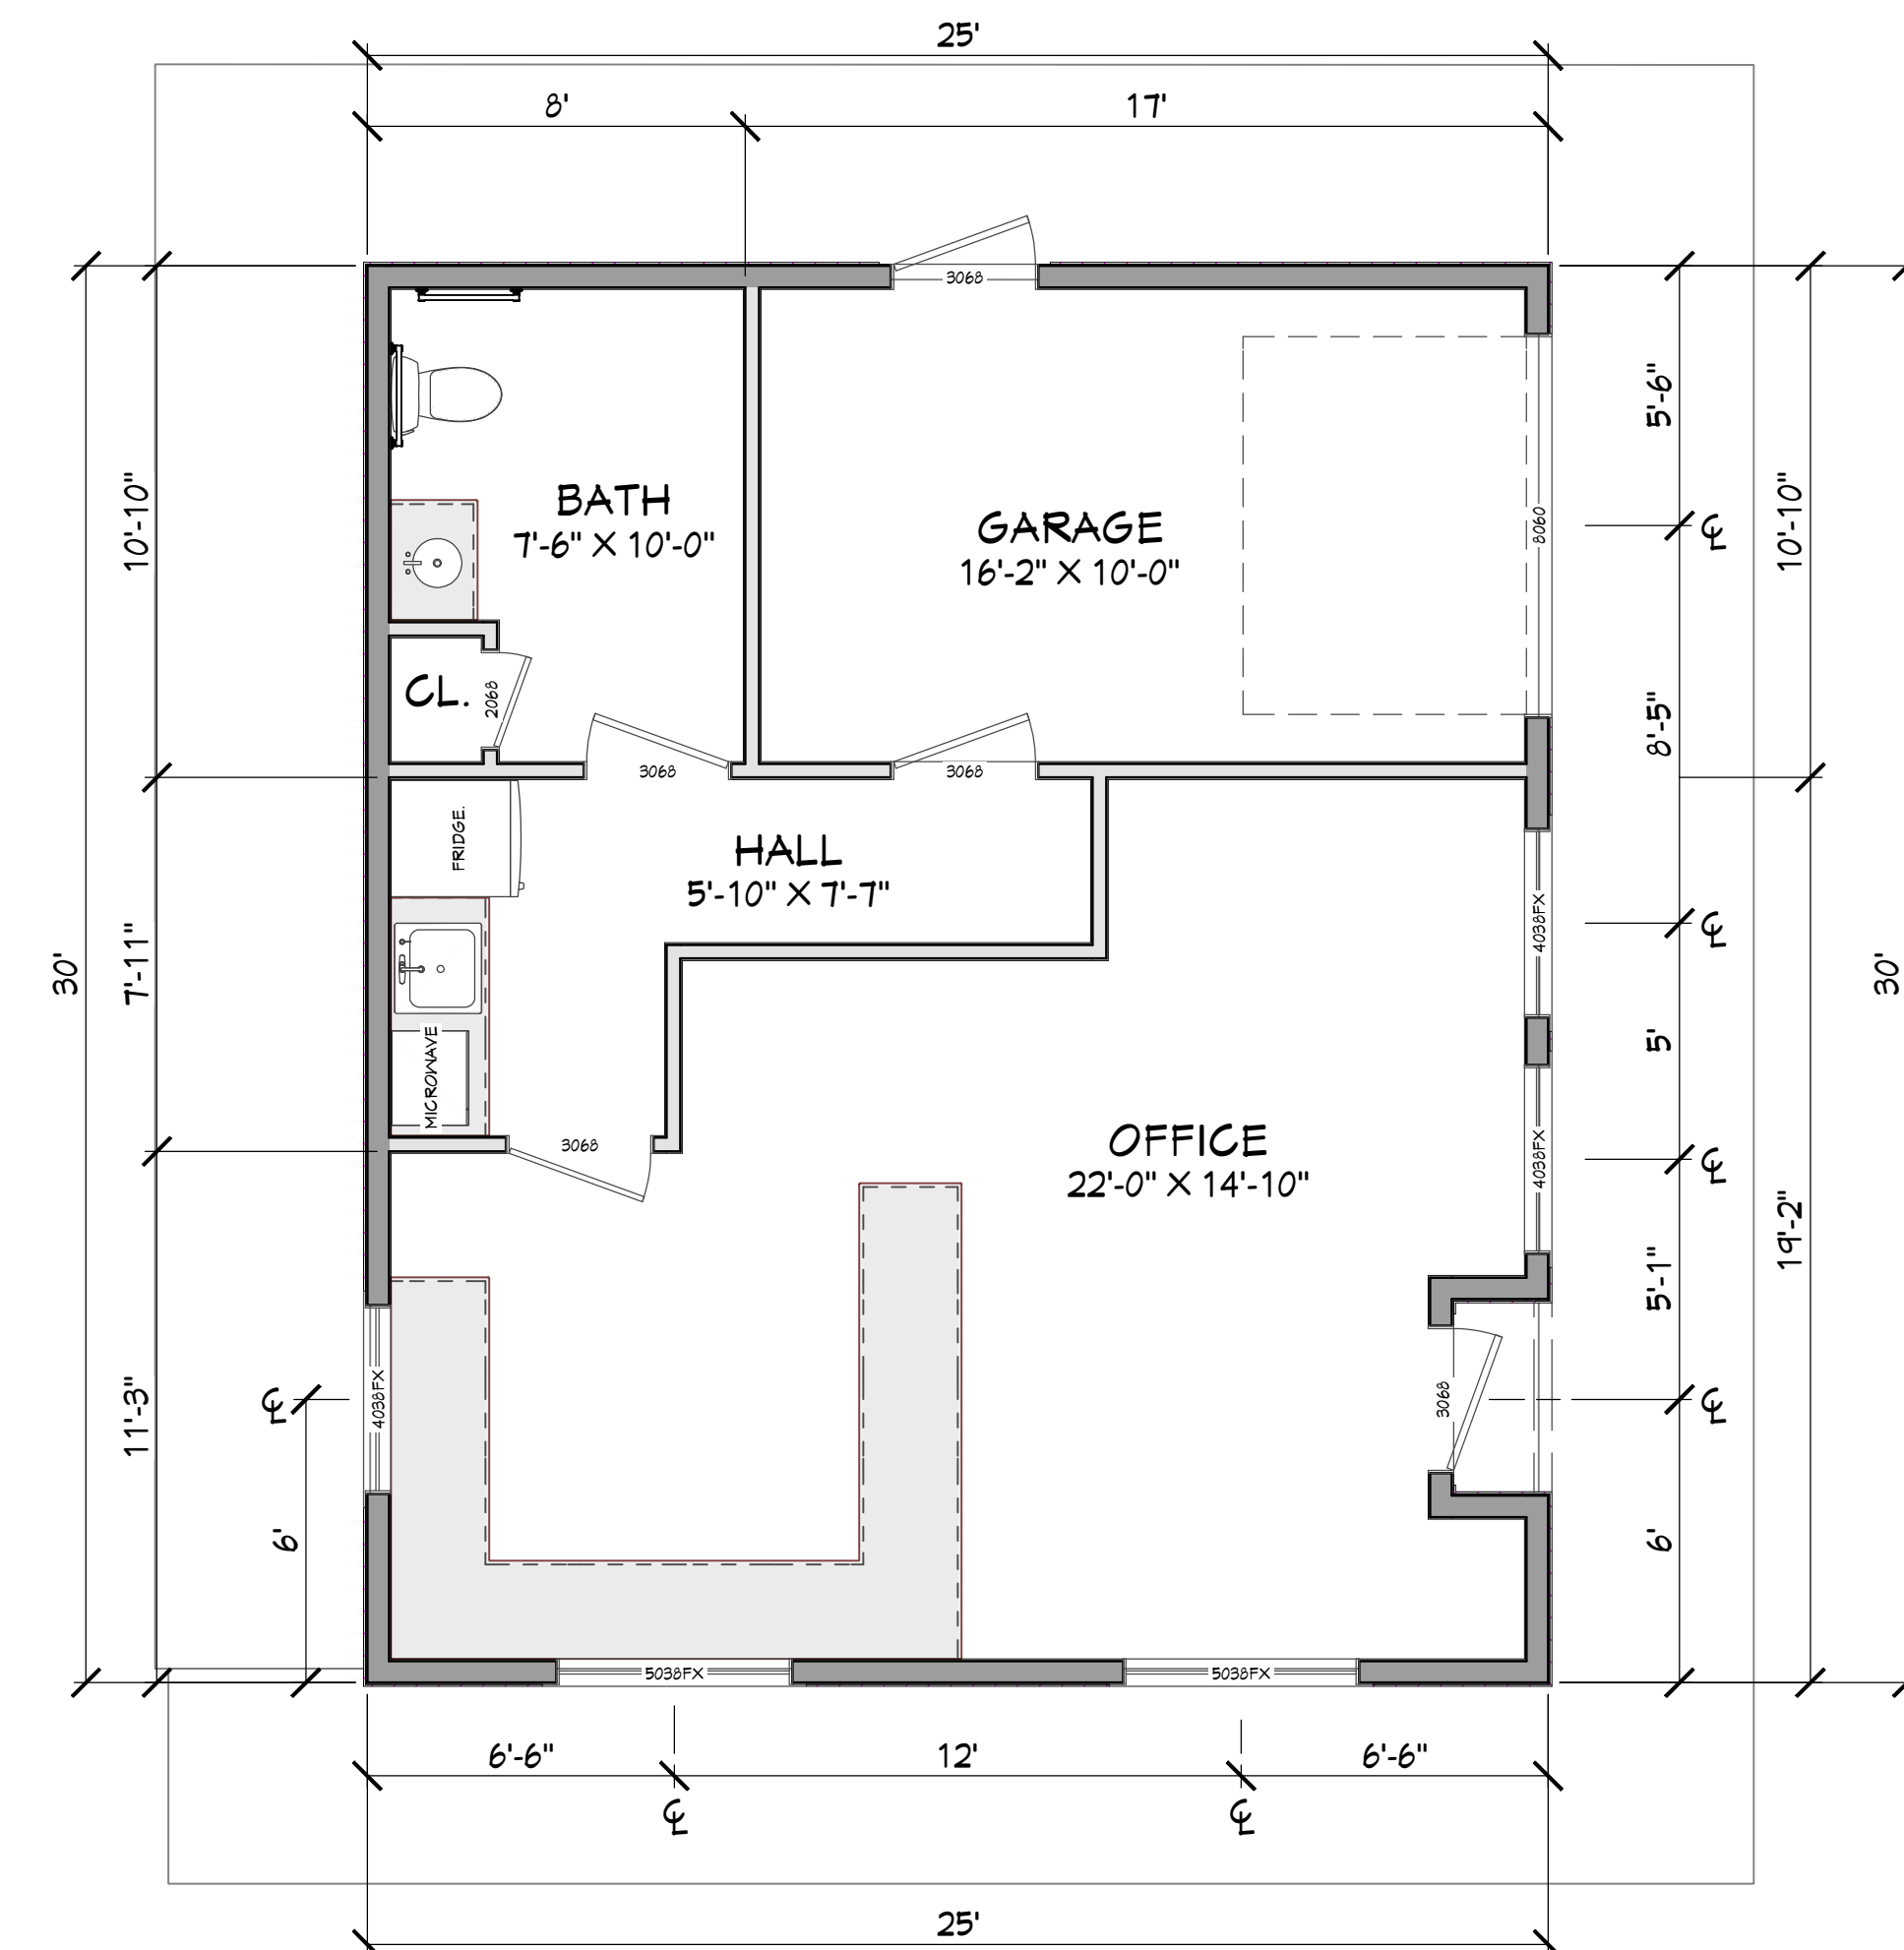 25'
8'
17'
3068
5'-6"
10'-10"
10'-10"
BATH
7'-6" X 10'-0"
GARAGE
16'-2" X 10'-0"
8060
℄
CL.
2068
8'-5"
3068
3068
FRIDGE.
HALL
5'-10" X 7'-7"
4038FX
℄
30'
7'-11"
30'
MICROWAVE
5'
3068
OFFICE
22'-0" X 14'-10"
4038FX
℄
19'-2"
5'-1"
11'-3"
℄
4038FX
3068
℄
6'
6'
5038FX
5038FX
6'-6"
12'
6'-6"
℄
℄
25'